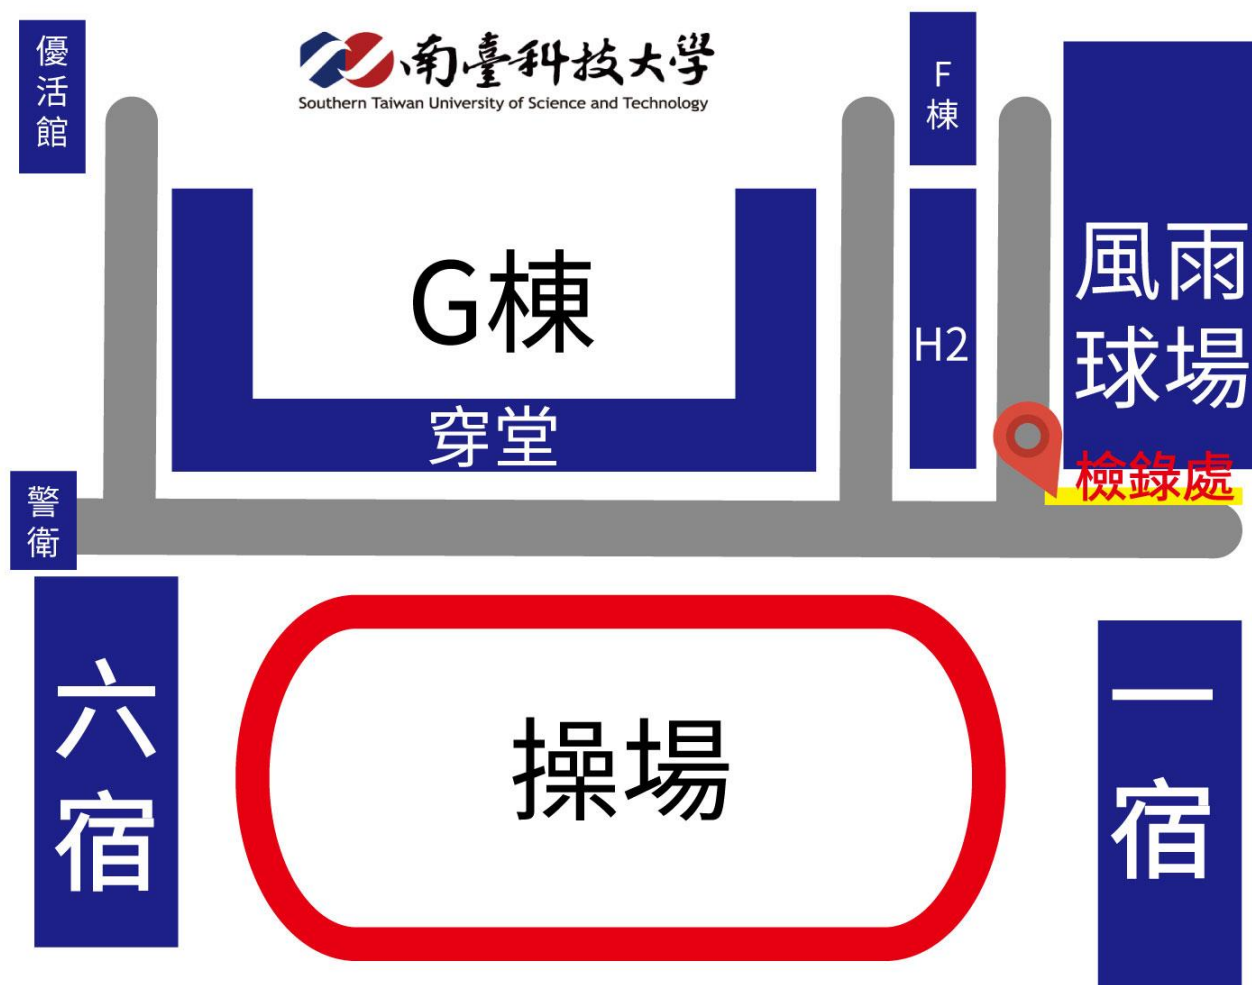 南臺科技大學
Southern Taiwan University of Science and Technology
優活館
F棟
G棟
穿堂
H2
風雨
球場
檢錄處
警衛
六宿
操場
一宿